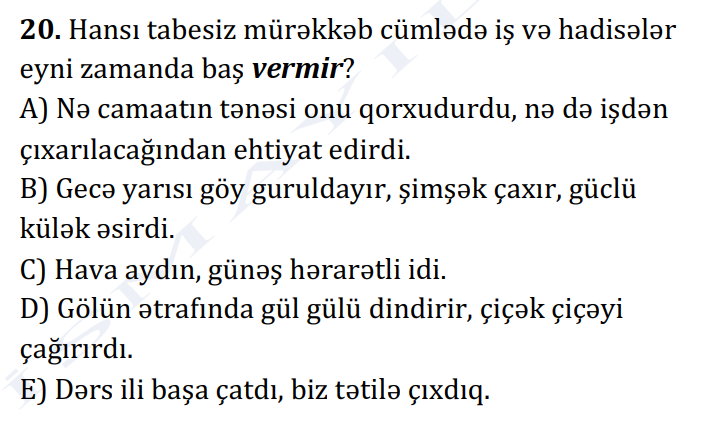 20. Hansı tabesiz mürəkkəb cümlədə iş və hadisələr
eyni zamanda baş vermir?
A) Nə camaatın tənəsi onu qorxudurdu, nə də işdən
çıxarılacağından ehtiyat edirdi.
B) Gecə yarısı göy guruldayır, şimşək çaxır, güclü
külək əsirdi.
C) Hava aydın, günəş hərarətli idi.
D) Gölün ətrafında gül gülü dindirir, çiçək çiçəyi
çağırırdı.
E) Dərs ili başa çatdı, biz tətilə çıxdıq.
İSMAYIL